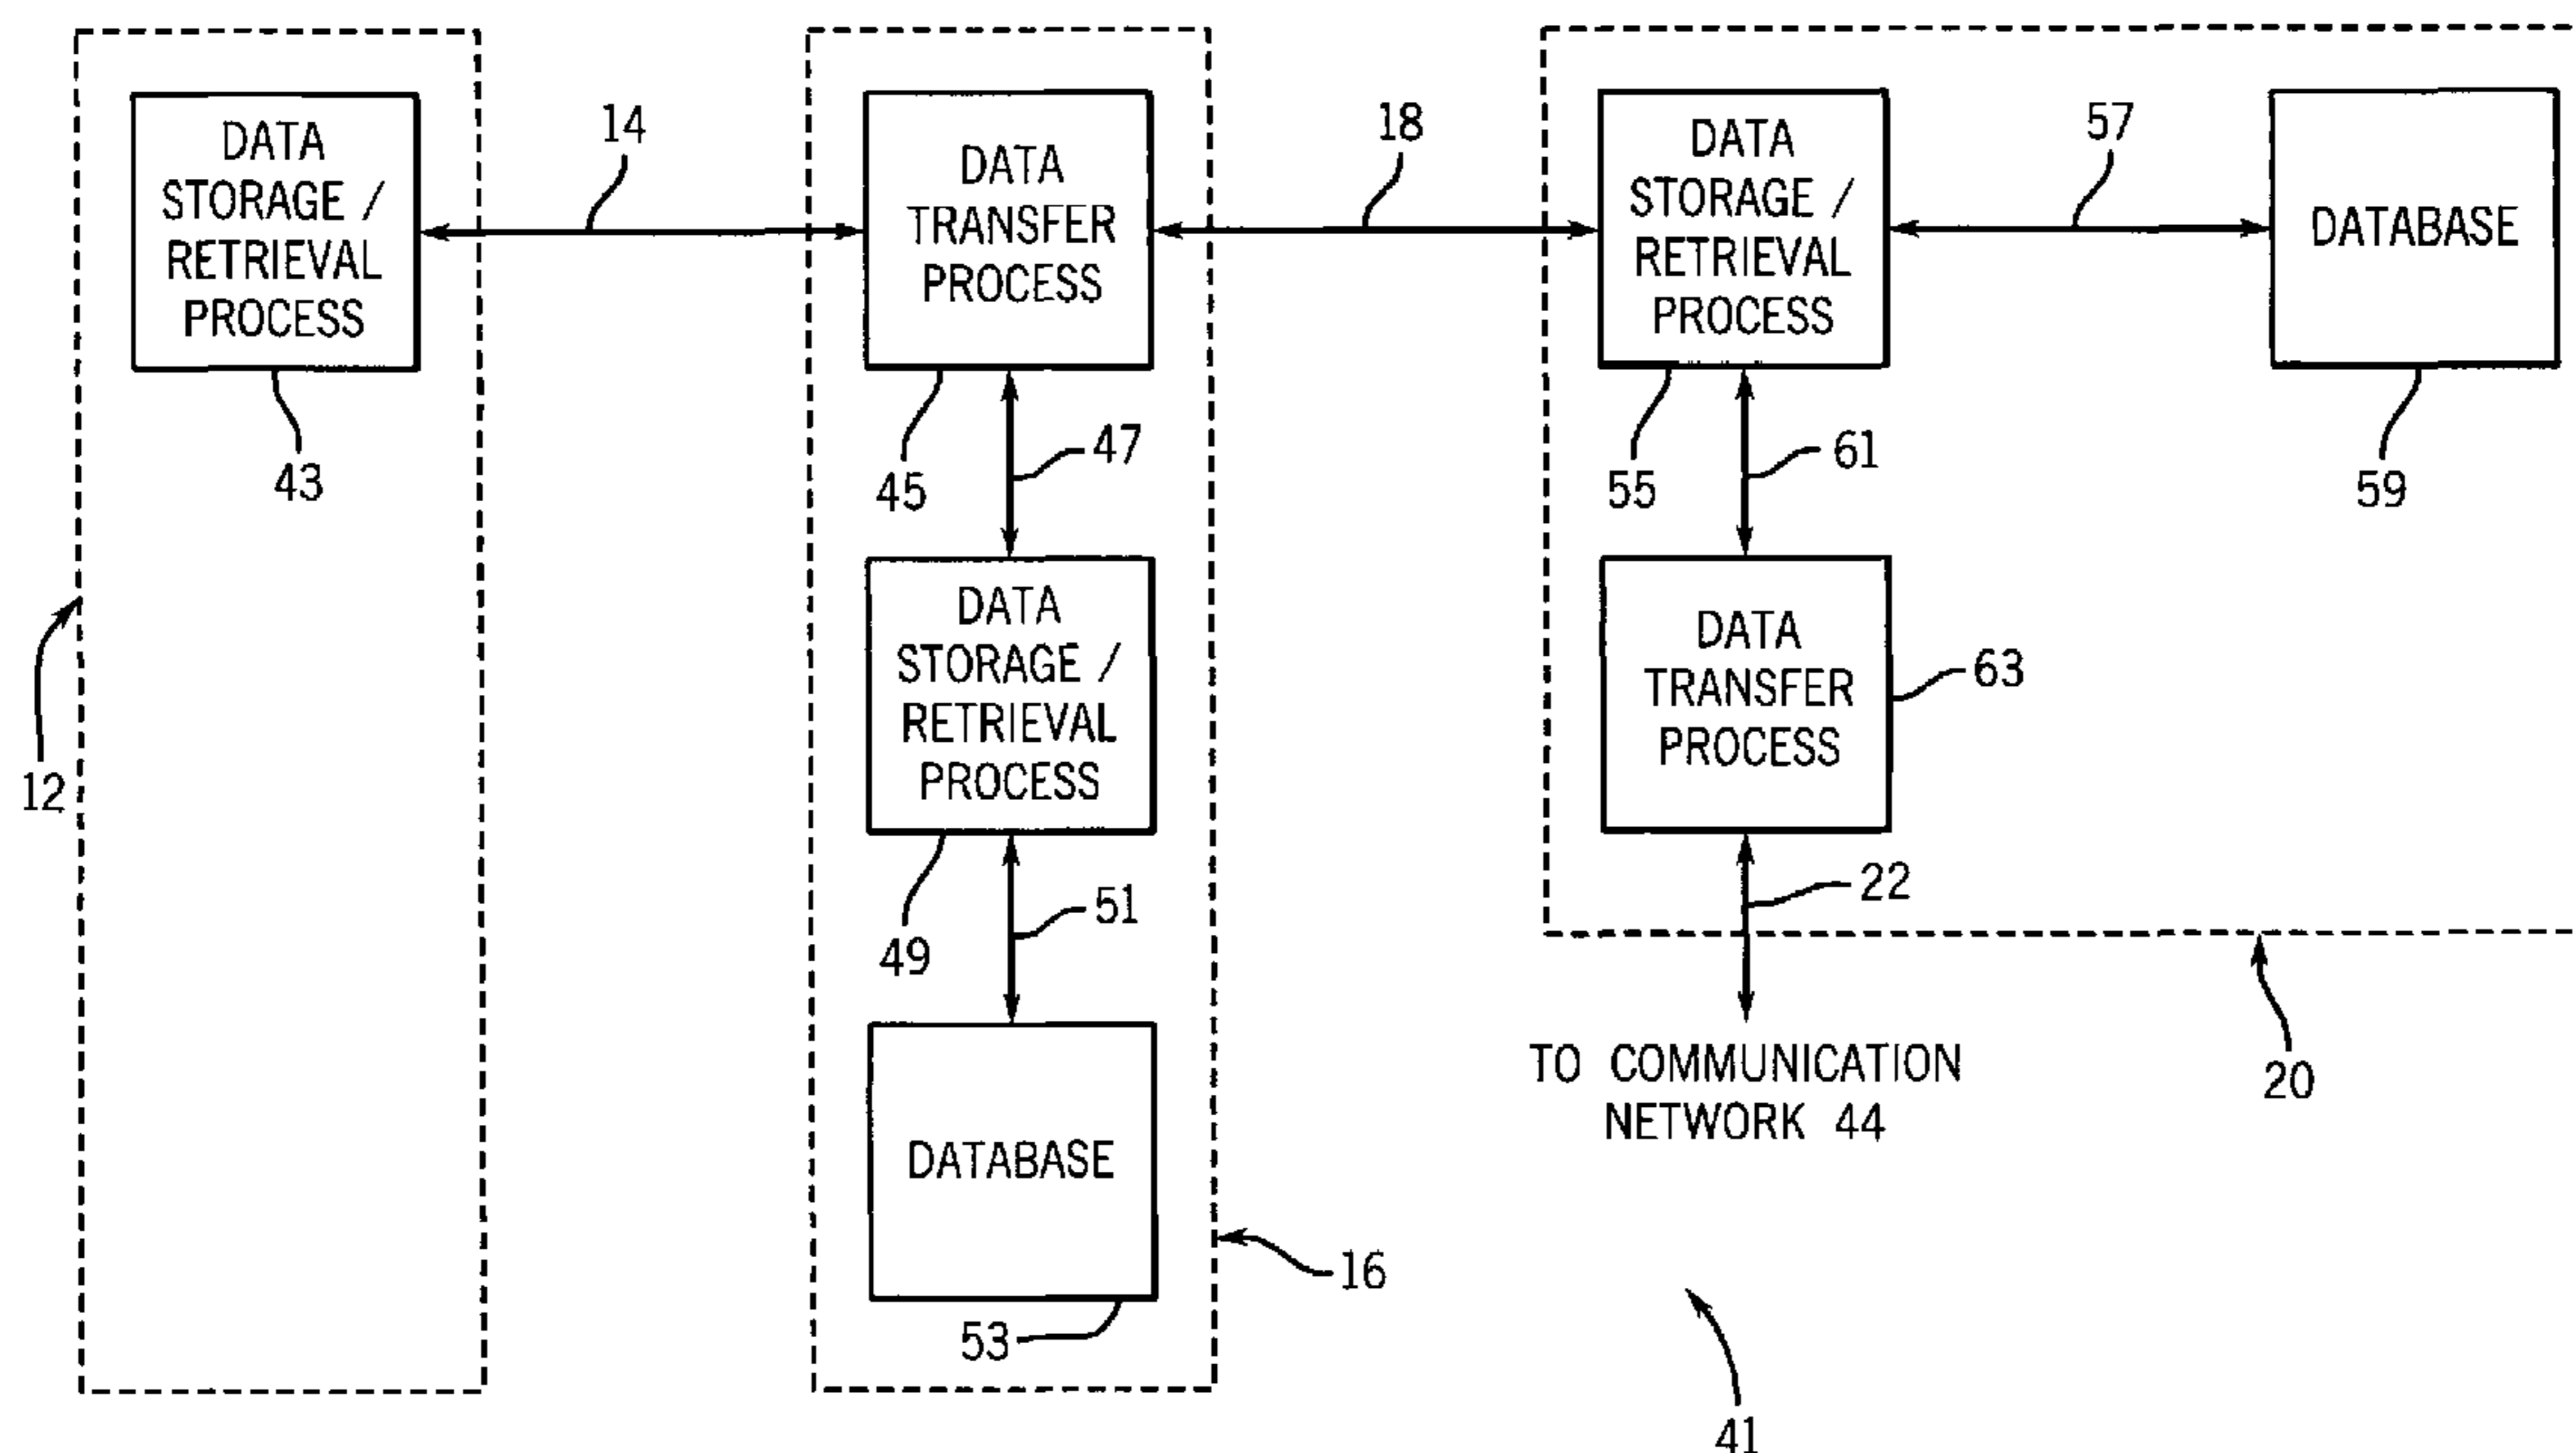 DATA
STORAGE /
RETRIEVAL
PROCESS
43
12
14
DATA
TRANSFER
PROCESS
45
47
DATA
STORAGE /
RETRIEVAL
PROCESS
49
51
DATABASE
53
16
18
DATA
STORAGE /
RETRIEVAL
PROCESS
55
57
DATABASE
59
61
DATA
TRANSFER
PROCESS
63
22
TO COMMUNICATION
NETWORK 44
20
41